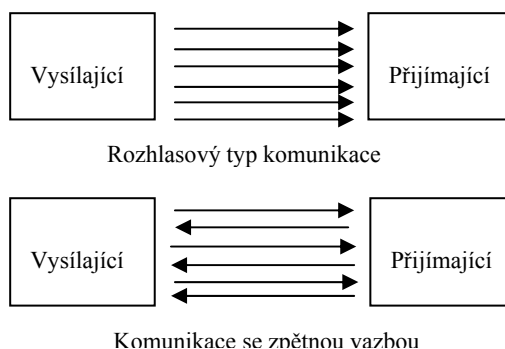 Vysílající Přijímající
Rozhlasový typ komunikace
Vysílající Přijímající
Komunikace se zpětnou vazbou